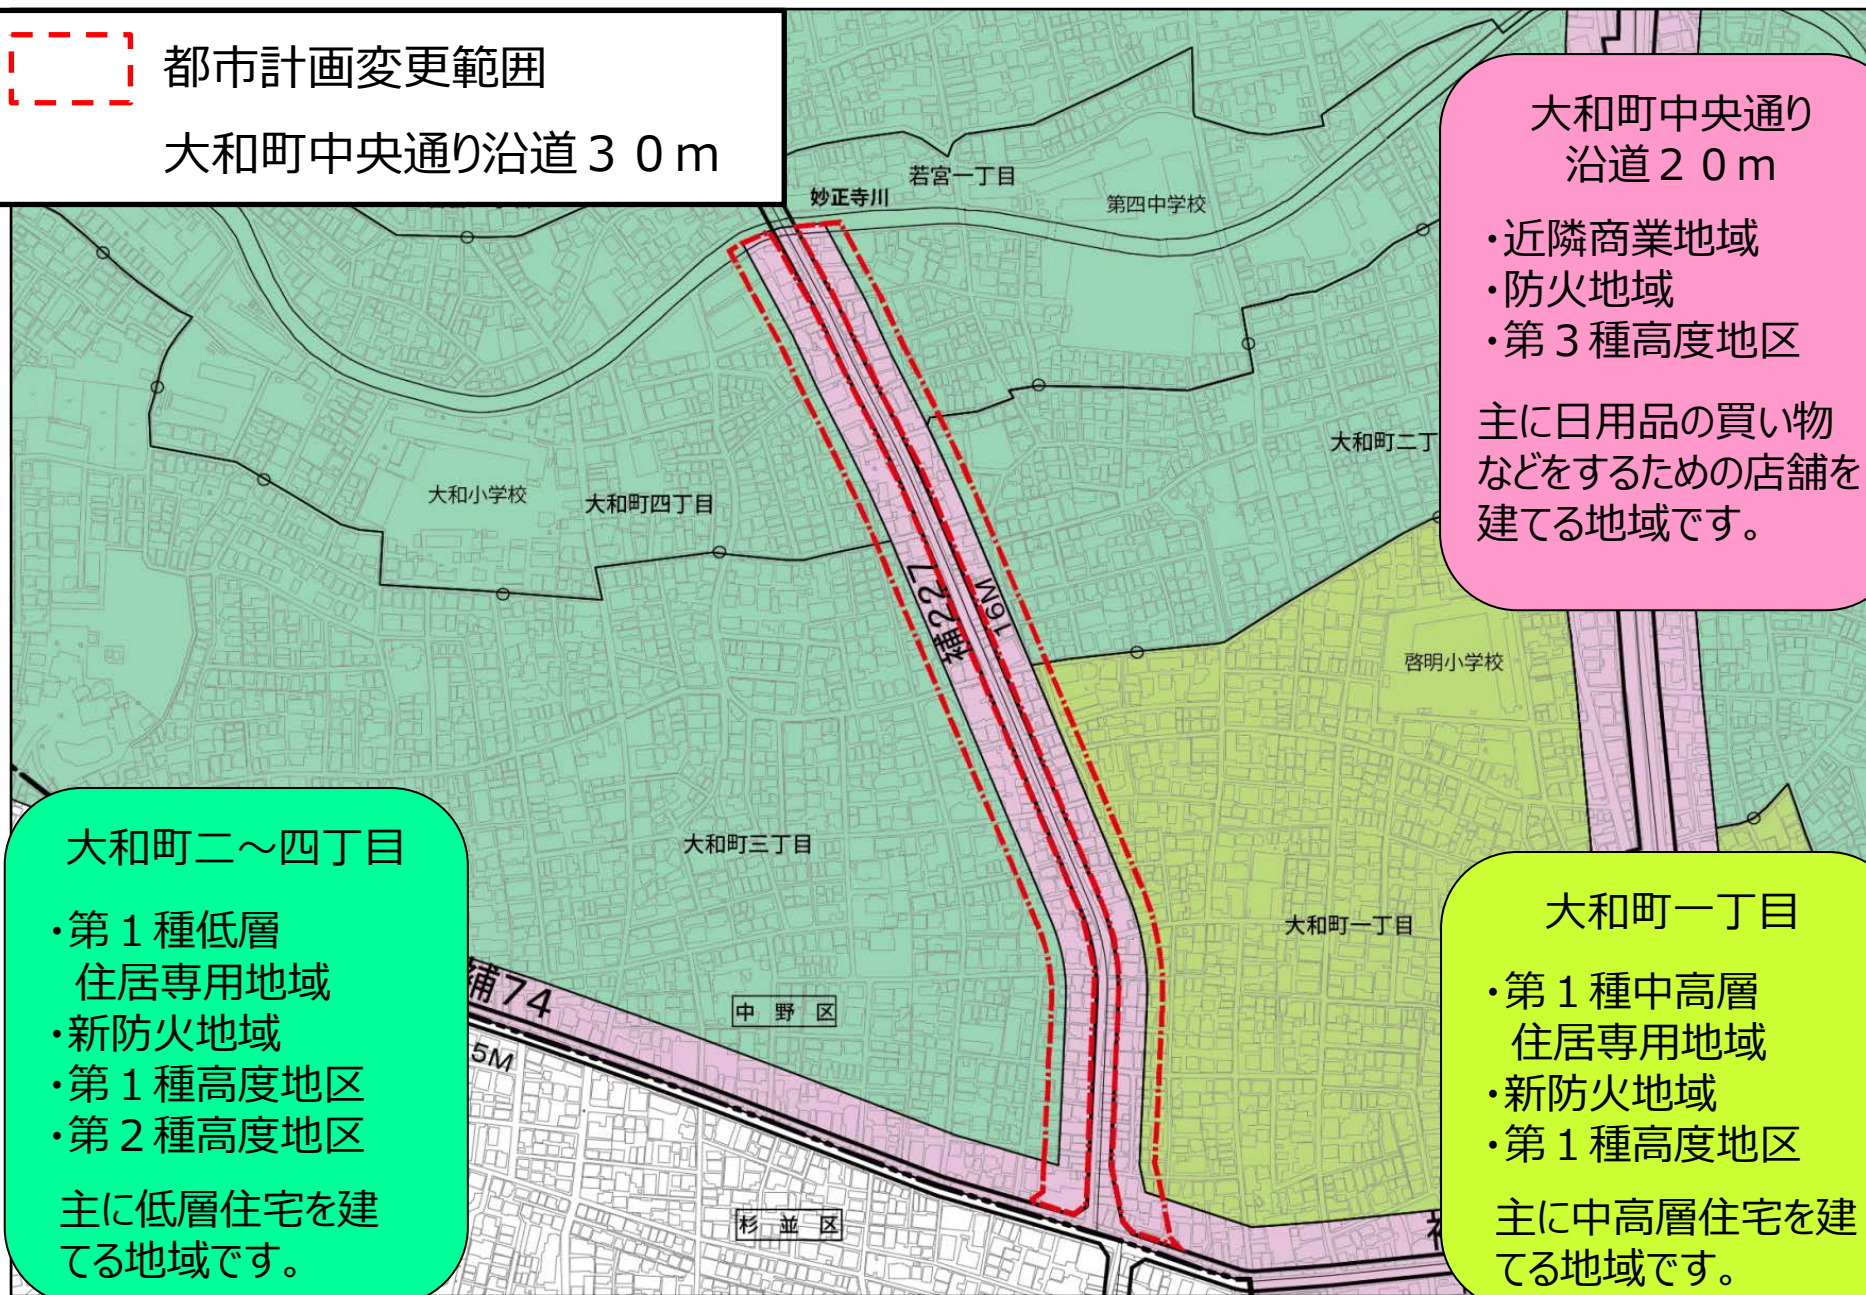 都市計画変更範囲
大和町中央通り沿道３０ｍ
大和町中央通り
沿道２０ｍ
・近隣商業地域
・防火地域
・第３種高度地区
主に日用品の買い物
などをするための店舗を
建てる地域です。
妙正寺川
若宮一丁目
第四中学校
大和町二丁
大和小学校
大和町四丁目
補227
16M
啓明小学校
大和町三丁目
大和町一丁目
中野区
補74
5M
杉並区
大和町二～四丁目
・第１種低層
住居専用地域
・新防火地域
・第１種高度地区
・第２種高度地区
主に低層住宅を建
てる地域です。
大和町一丁目
・第１種中高層
住居専用地域
・新防火地域
・第１種高度地区
主に中高層住宅を建
てる地域です。